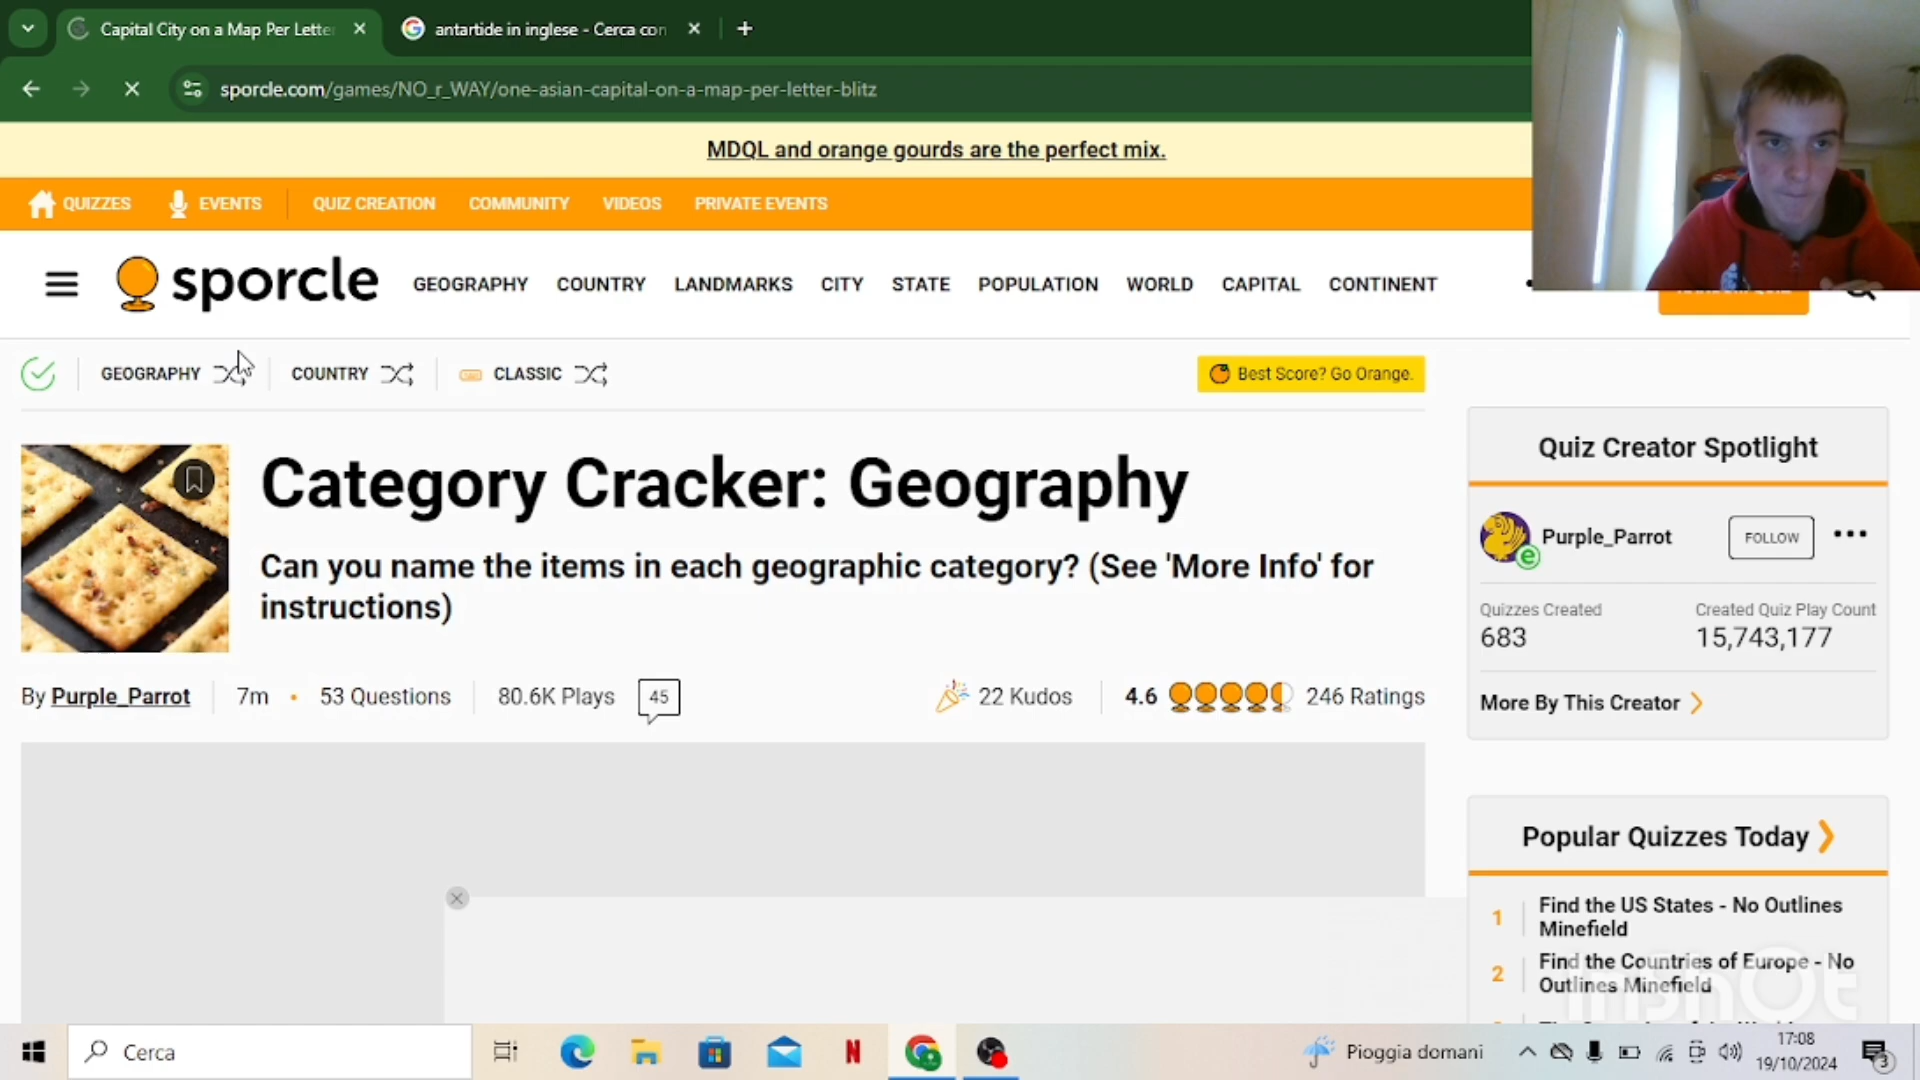 Capital City on a Map Per Letter
antartide in inglese - Cerca con
sporcle.com/games/NO_r_WAY/one-asian-capital-on-a-map-per-letter-blitz
MDQL and orange gourds are the perfect mix.
QUIZZES EVENTS QUIZ CREATION COMMUNITY VIDEOS PRIVATE EVENTS
sporcle GEOGRAPHY COUNTRY LANDMARKS CITY STATE POPULATION WORLD CAPITAL CONTINENT
GEOGRAPHY COUNTRY CLASSIC Best Score? Go Orange.
Category Cracker: Geography
Can you name the items in each geographic category? (See 'More Info' for
instructions)
By Purple_Parrot 7m • 53 Questions 80.6K Plays 45 22 Kudos 4.6 246 Ratings
Quiz Creator Spotlight
Purple_Parrot FOLLOW
Quizzes Created Created Quiz Play Count
683 15,743,177
More By This Creator
Popular Quizzes Today
1 Find the US States - No Outlines
Minefield
2 Find the Countries of Europe - No
Outlines Minefield
InShot
Cerca
Pioggia domani
17:08
19/10/2024
3